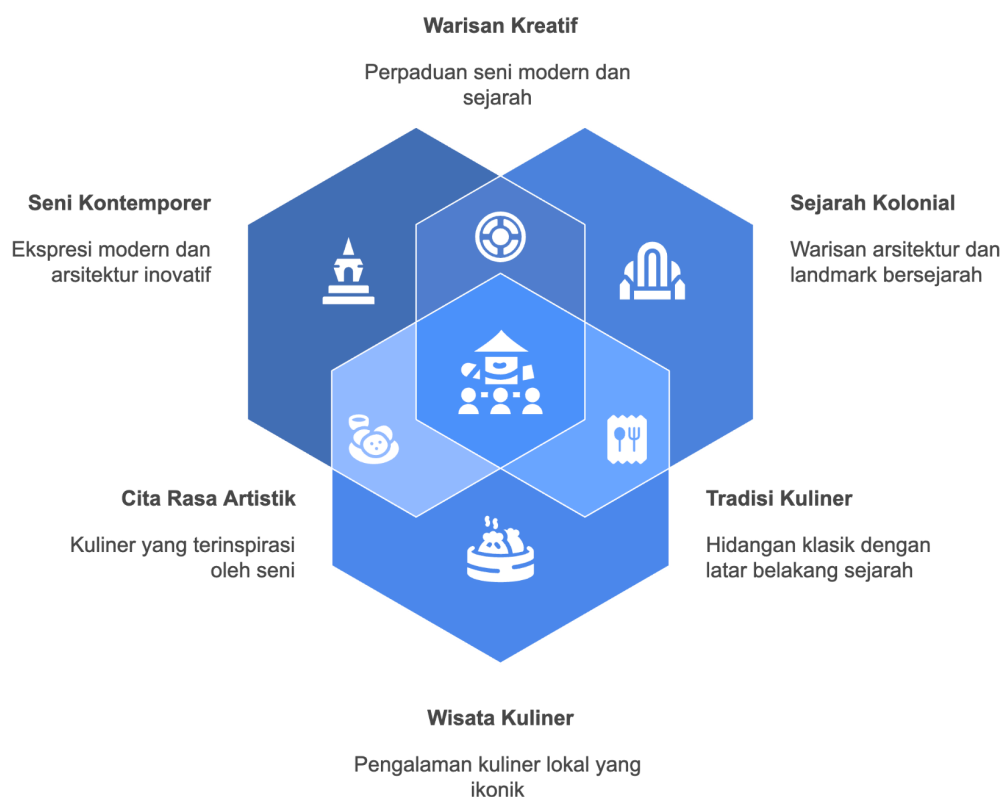 Warisan Kreatif
Perpaduan seni modern dan
sejarah
Seni Kontemporer
Ekspresi modern dan
arsitektur inovatif
Sejarah Kolonial
Warisan arsitektur dan
landmark bersejarah
Cita Rasa Artistik
Kuliner yang terinspirasi
oleh seni
Tradisi Kuliner
Hidangan klasik dengan
latar belakang sejarah
Wisata Kuliner
Pengalaman kuliner lokal yang
ikonik